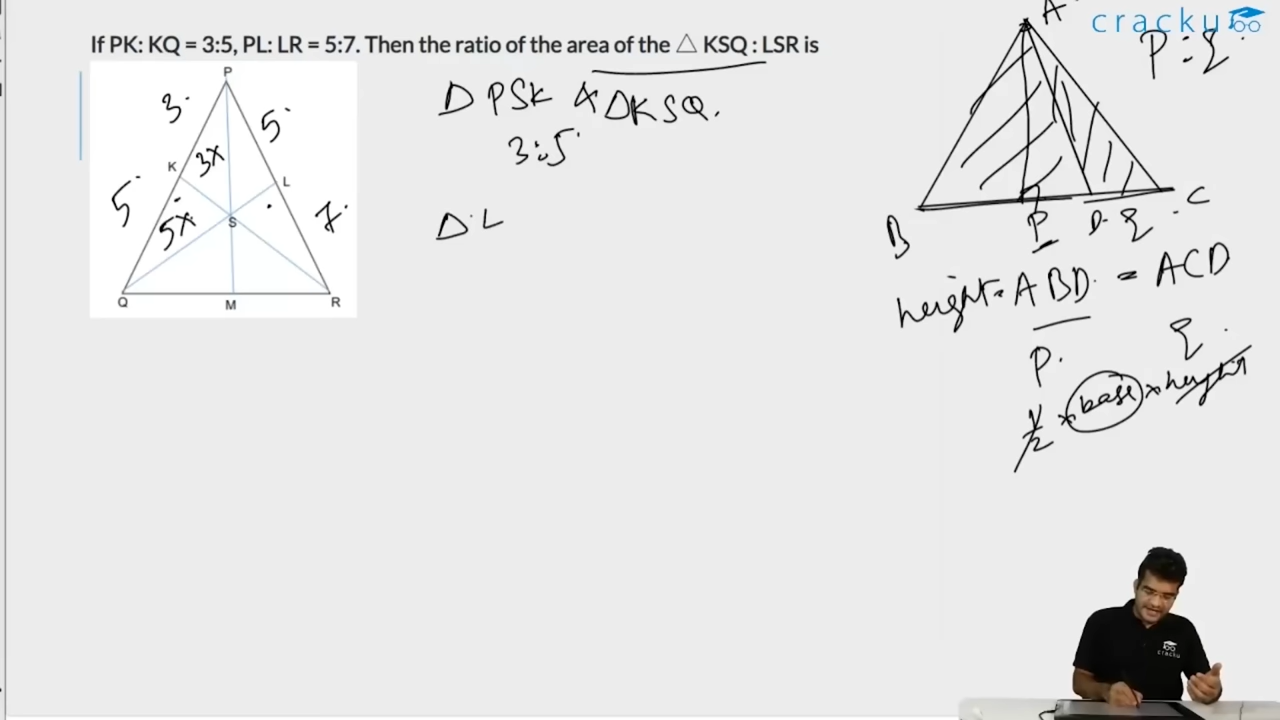 cracku
If PK: KQ = 3:5, PL: LR = 5:7. Then the ratio of the area of the △ KSQ : LSR is
P
K
L
S
Q
M
R
3
5
3x
5
5x
7
△ PSK & △KSQ.
3:5
△ L
A
P : q
B
P
D
q
C
height = ABD = ACD
P.
q
1/2 × base × height
cracku